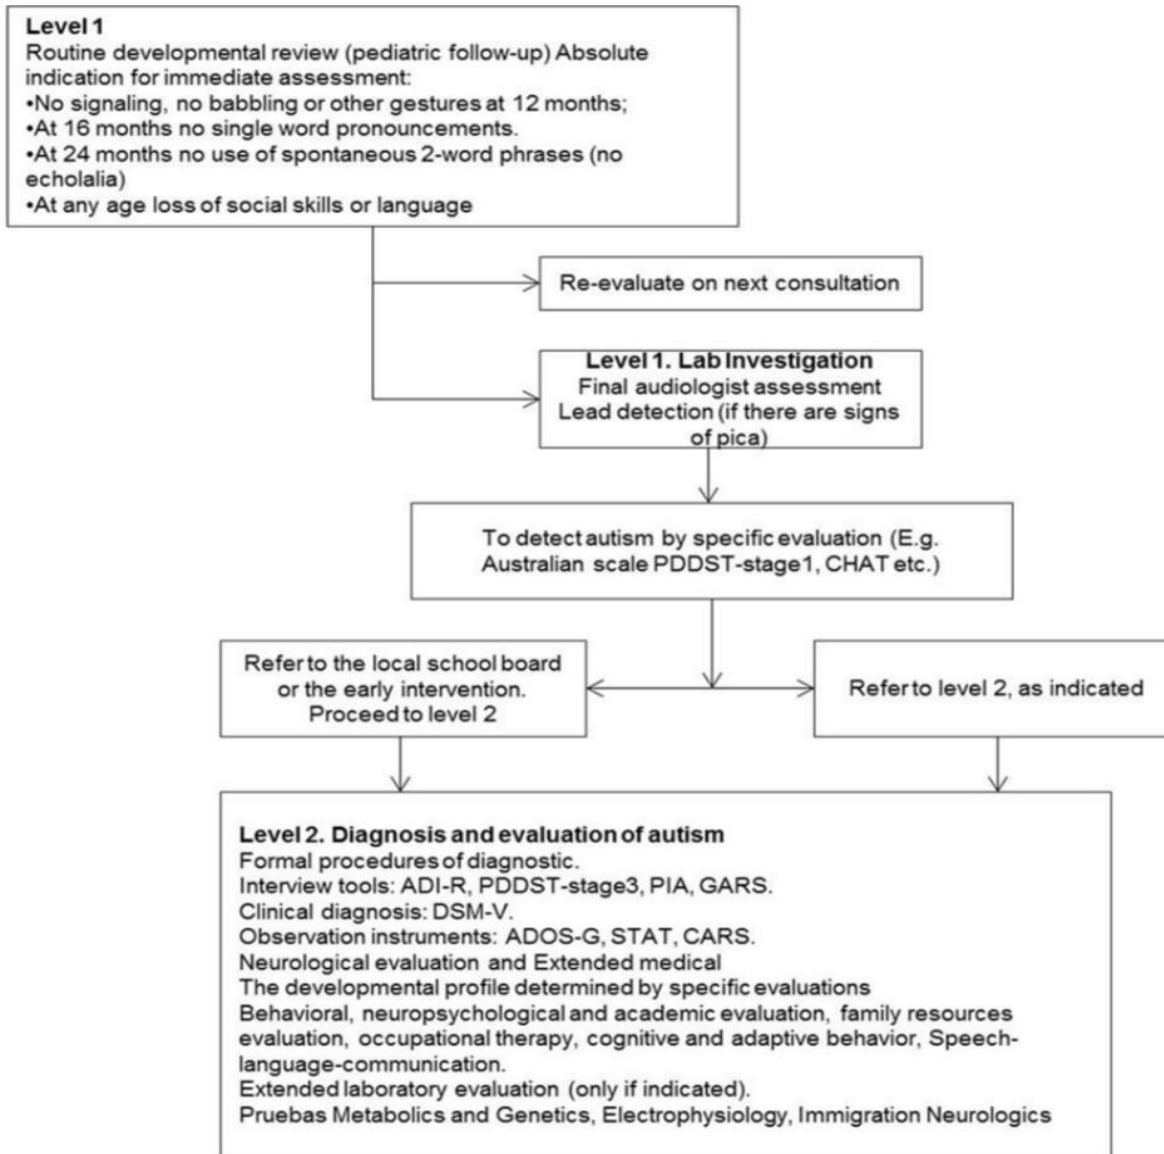 Level 1
Routine developmental review (pediatric follow-up) Absolute
indication for immediate assessment:
•No signaling, no babbling or other gestures at 12 months;
•At 16 months no single word pronouncements.
•At 24 months no use of spontaneous 2-word phrases (no
echolalia)
•At any age loss of social skills or language
Re-evaluate on next consultation
Level 1. Lab Investigation
Final audiologist assessment
Lead detection (if there are signs
of pica)
To detect autism by specific evaluation (E.g.
Australian scale PDDST-stage1, CHAT etc.)
Refer to the local school board
or the early intervention.
Proceed to level 2
Refer to level 2, as indicated
Level 2. Diagnosis and evaluation of autism
Formal procedures of diagnostic.
Interview tools: ADI-R, PDDST-stage3, PIA, GARS.
Clinical diagnosis: DSM-V.
Observation instruments: ADOS-G, STAT, CARS.
Neurological evaluation and Extended medical
The developmental profile determined by specific evaluations
Behavioral, neuropsychological and academic evaluation, family resources
evaluation, occupational therapy, cognitive and adaptive behavior, Speech-
language-communication.
Extended laboratory evaluation (only if indicated).
Pruebas Metabolics and Genetics, Electrophysiology, Immigration Neurologics